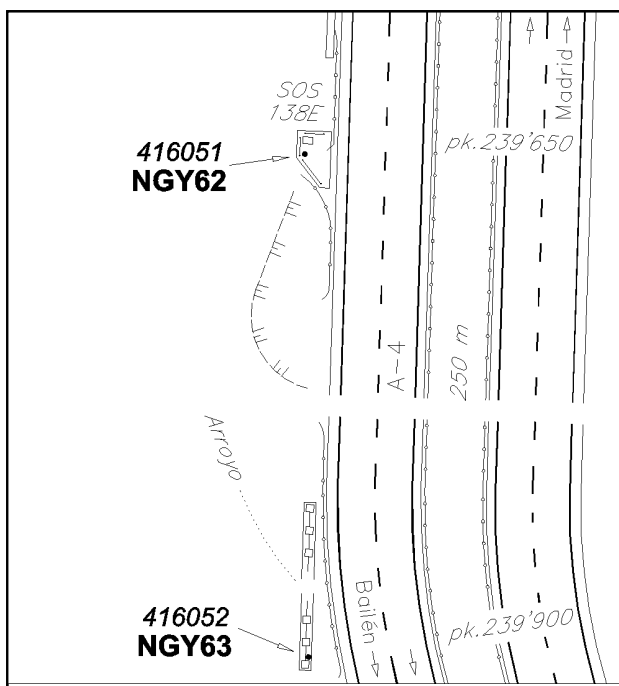 Madrid
SOS
138E
pk.239'650
416051
NGY62
A-4
250 m
Arroyo
Bailén
pk.239'900
416052
NGY63